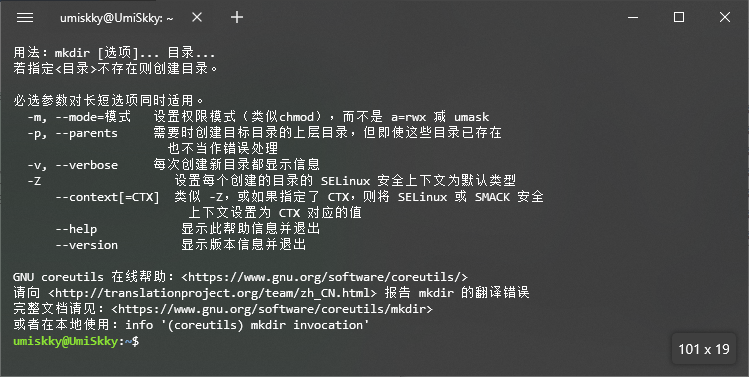 umiskky@UmiSkky: ~
用法：mkdir [选项]... 目录...
若指定<目录>不存在则创建目录。
必选参数对长短选项同时适用。
-m, --mode=模式 设置权限模式（类似chmod），而不是 a=rwx 减 umask
-p, --parents 需要时创建目标目录的上层目录，但即使这些目录已存在
也不当作错误处理
-v, --verbose 每次创建新目录都显示信息
-Z 设置每个创建的目录的 SELinux 安全上下文为默认类型
--context[=CTX] 类似 -Z，或如果指定了 CTX，则将 SELinux 或 SMACK 安全
上下文设置为 CTX 对应的值
--help 显示此帮助信息并退出
--version 显示版本信息并退出
GNU coreutils 在线帮助：<https://www.gnu.org/software/coreutils/>
请向 <http://translationproject.org/team/zh_CN.html> 报告 mkdir 的翻译错误
完整文档请见：<https://www.gnu.org/software/coreutils/mkdir>
或者在本地使用：info '(coreutils) mkdir invocation'
umiskky@UmiSkky:~$
101 x 19